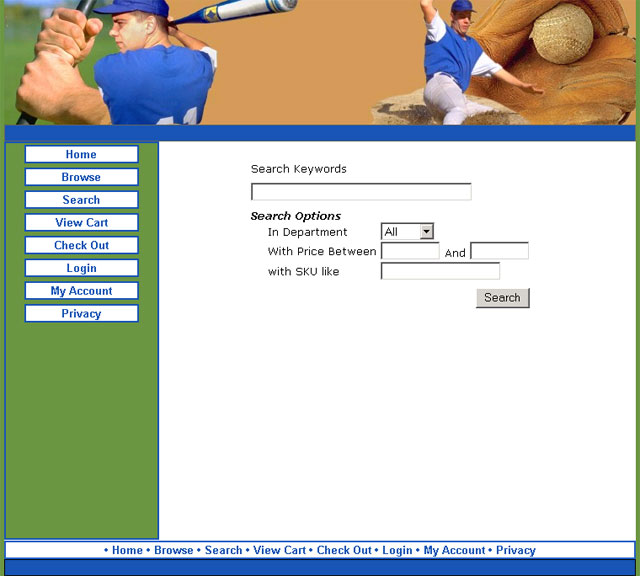 Home
Browse
Search
View Cart
Check Out
Login
My Account
Privacy
Search Keywords
Search Options
In Department All
With Price Between And
with SKU like
Search
• Home • Browse • Search • View Cart • Check Out • Login • My Account • Privacy